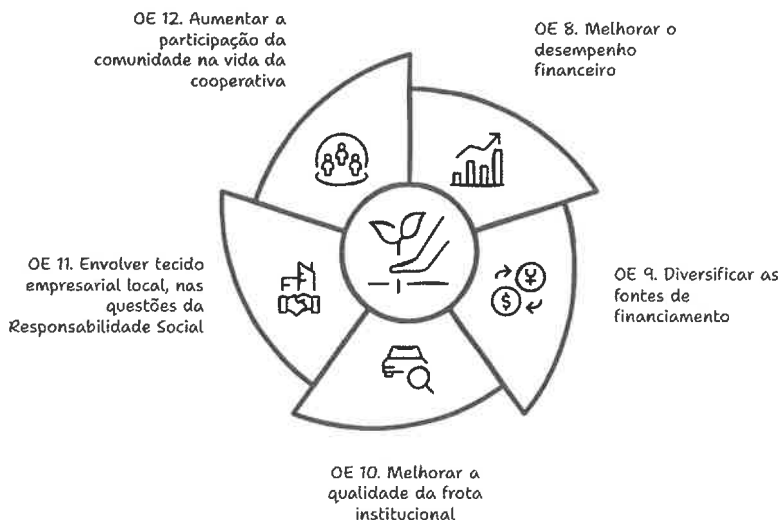 OE 12. Aumentar a
participação da
comunidade na vida da
cooperativa
OE 8. Melhorar o
desempenho
financeiro
OE 11. Envolver tecido
empresarial local, nas
questões da
Responsabilidade Social
OE 9. Diversificar as
fontes de
financiamento
OE 10. Melhorar a
qualidade da frota
institucional